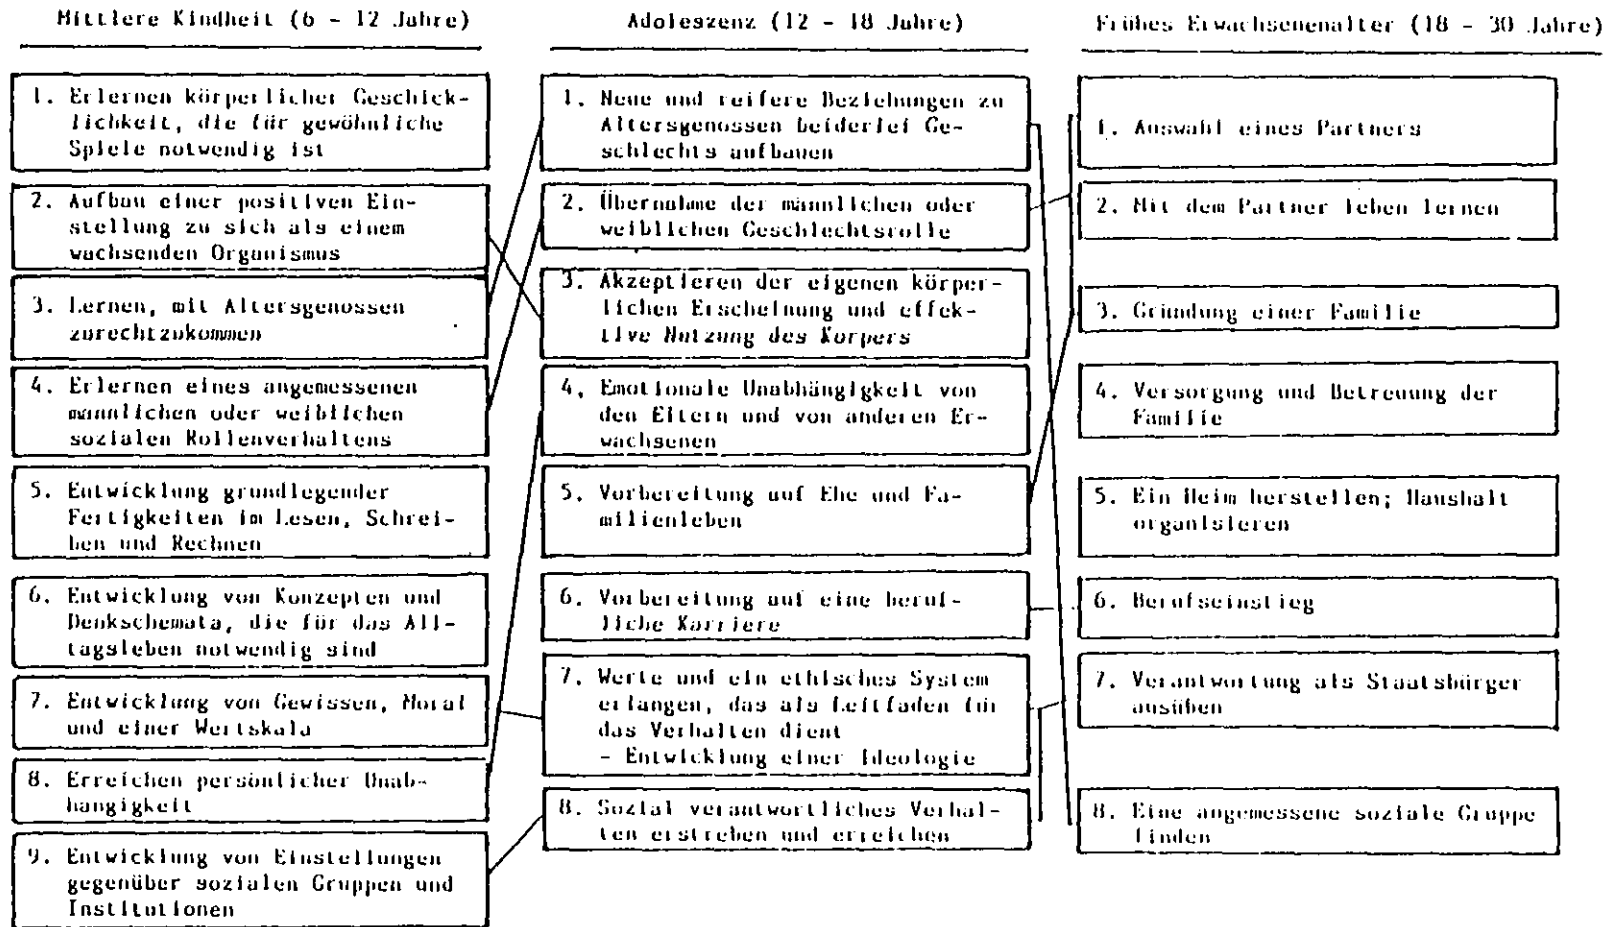 Mittlere Kindheit (6 - 12 Jahre)
1. Erlernen körperlicher Geschick-
lichkeit, die für gewöhnliche
Spiele notwendig ist
2. Aufbau einer positiven Ein-
stellung zu sich als einem
wachsenden Organismus
3. Lernen, mit Altersgenossen
zurechtzukommen
4. Erlernen eines angemessenen
männlichen oder weiblichen
sozialen Rollenverhaltens
5. Entwicklung grundlegender
Fertigkeiten im Lesen, Schrei-
ben und Rechnen
6. Entwicklung von Konzepten und
Denkschemata, die für das All-
tagsleben notwendig sind
7. Entwicklung von Gewissen, Moral
und einer Wertskala
8. Erreichen persönlicher Unab-
hängigkeit
9. Entwicklung von Einstellungen
gegenüber sozialen Gruppen und
Institutionen
Adoleszenz (12 - 18 Jahre)
1. Neue und reifere Beziehungen zu
Altersgenossen beiderlei Ge-
schlechts aufbauen
2. Übernahme der männlichen oder
weiblichen Geschlechtsrolle
3. Akzeptieren der eigenen körper-
lichen Erscheinung und effek-
tive Nutzung des Körpers
4. Emotionale Unabhängigkeit von
den Eltern und von anderen Er-
wachsenen
5. Vorbereitung auf Ehe und Fa-
milienleben
6. Vorbereitung auf eine beruf-
liche Karriere
7. Werte und ein ethisches System
erlangen, das als Leitfaden für
das Verhalten dient
- Entwicklung einer Ideologie
8. Sozial verantwortliches Verhal-
ten erstreben und erreichen
Frühes Erwachsenenalter (18 - 30 Jahre)
1. Auswahl eines Partners
2. Mit dem Partner leben lernen
3. Gründung einer Familie
4. Versorgung und Betreuung der
Familie
5. Ein Heim herstellen; Haushalt
organisieren
6. Berufseinstieg
7. Verantwortung als Staatsbürger
ausüben
8. Eine angemessene soziale Gruppe
finden